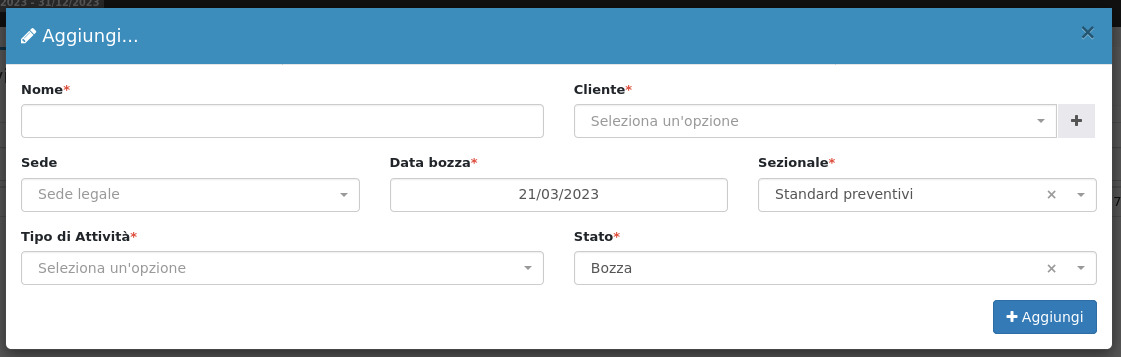 2023 - 31/12/2023
Aggiungi...
×
Nome* Cliente*
Seleziona un'opzione +
Sede Data bozza* Sezionale*
Sede legale 21/03/2023 Standard preventivi ×
Tipo di Attività* Stato*
Seleziona un'opzione Bozza ×
+ Aggiungi